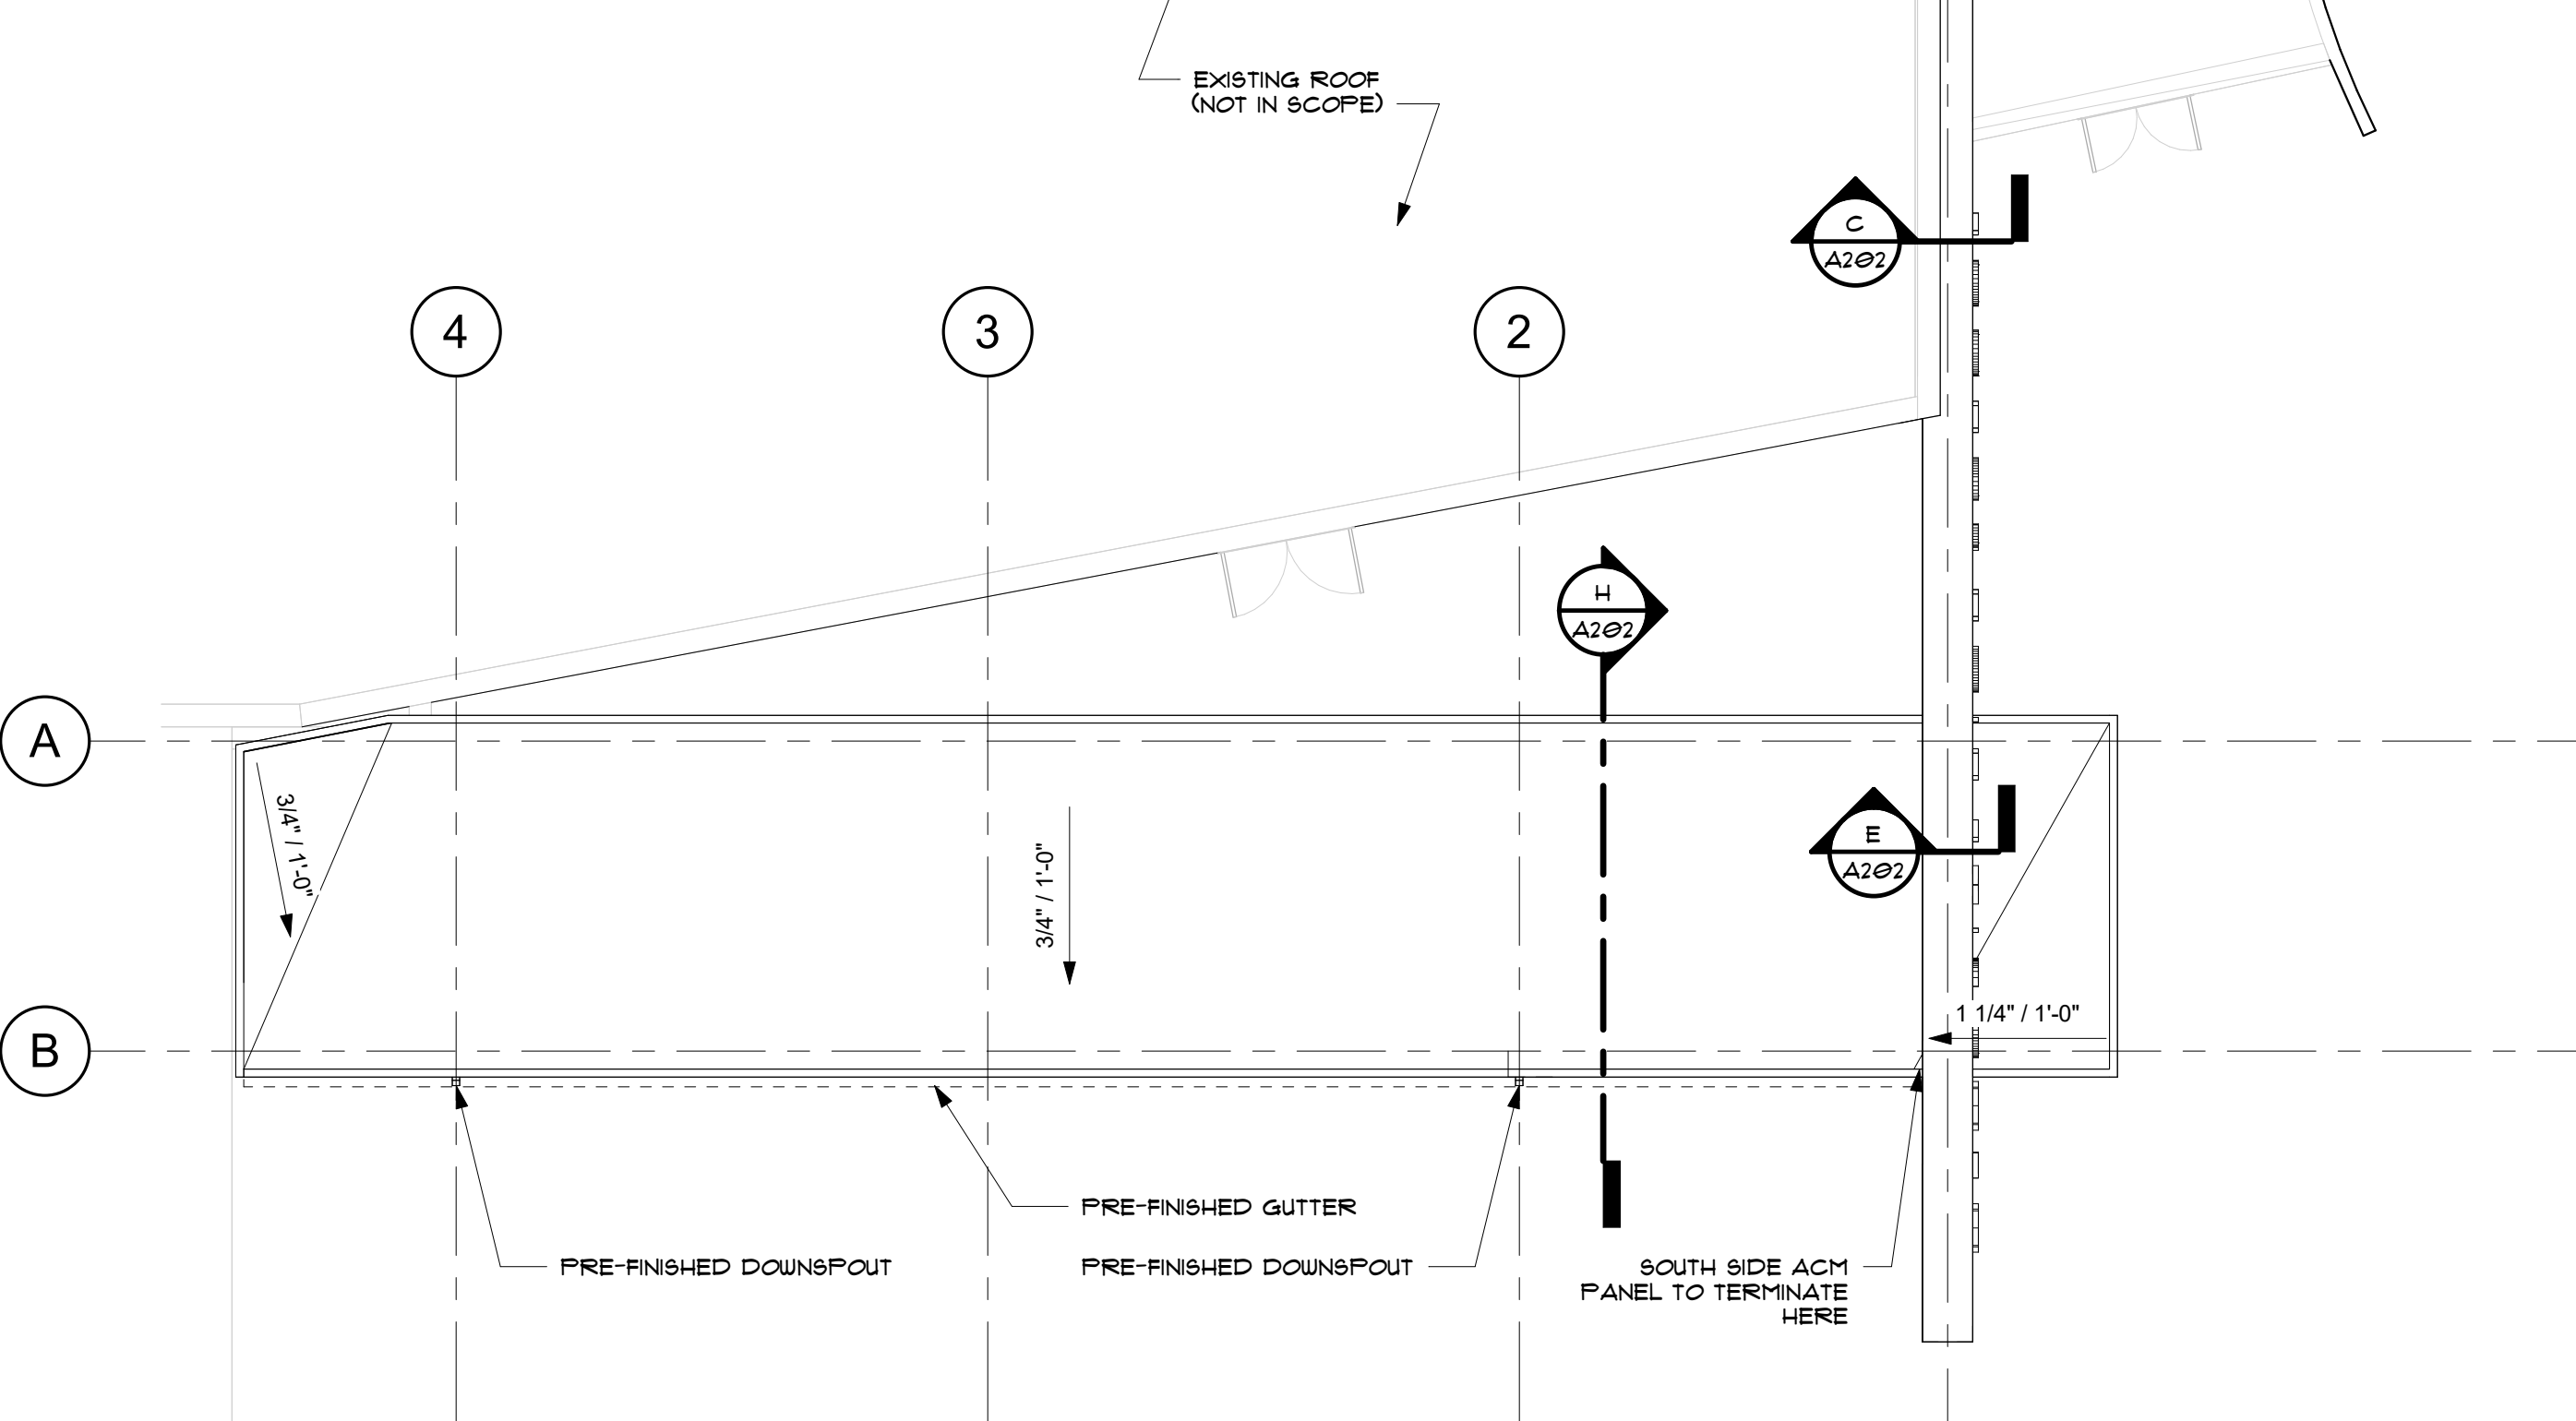 EXISTING ROOF
(NOT IN SCOPE)
C
A202
4
3
2
H
A202
A
3/4" / 1'-0"
3/4" / 1'-0"
E
A202
1 1/4" / 1'-0"
B
PRE-FINISHED GUTTER
PRE-FINISHED DOWNSPOUT
PRE-FINISHED DOWNSPOUT
SOUTH SIDE ACM
PANEL TO TERMINATE
HERE